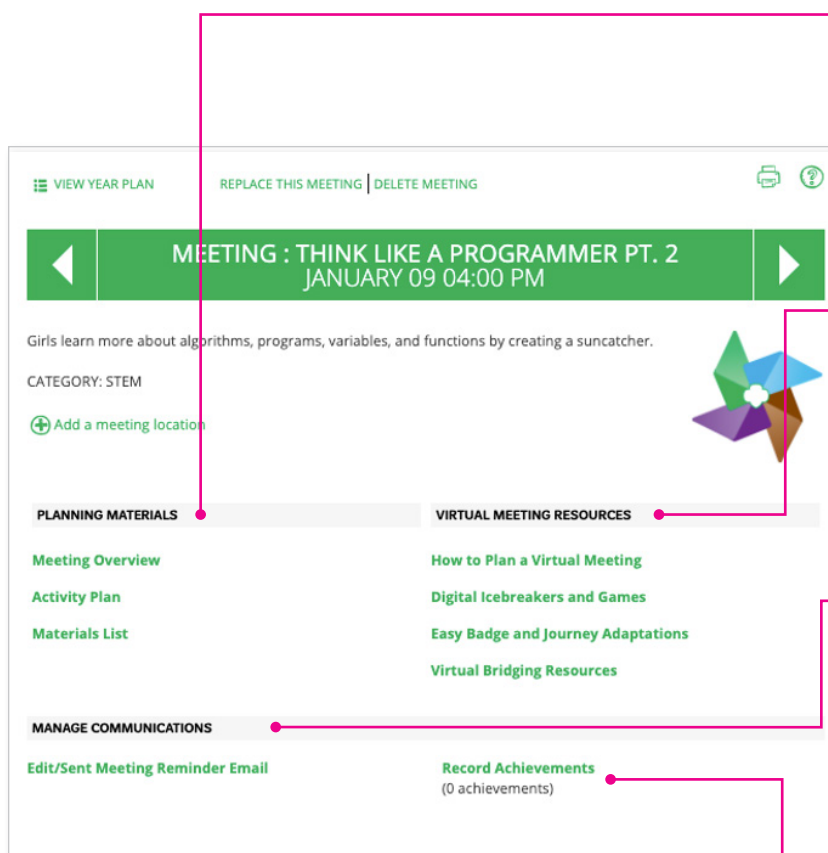 VIEW YEAR PLAN REPLACE THIS MEETING | DELETE MEETING
MEETING : THINK LIKE A PROGRAMMER PT. 2
JANUARY 09 04:00 PM
Girls learn more about algorithms, programs, variables, and functions by creating a suncatcher.
CATEGORY: STEM
Add a meeting location
PLANNING MATERIALS
Meeting Overview
Activity Plan
Materials List
VIRTUAL MEETING RESOURCES
How to Plan a Virtual Meeting
Digital Icebreakers and Games
Easy Badge and Journey Adaptations
Virtual Bridging Resources
MANAGE COMMUNICATIONS
Edit/Sent Meeting Reminder Email
Record Achievements
(0 achievements)